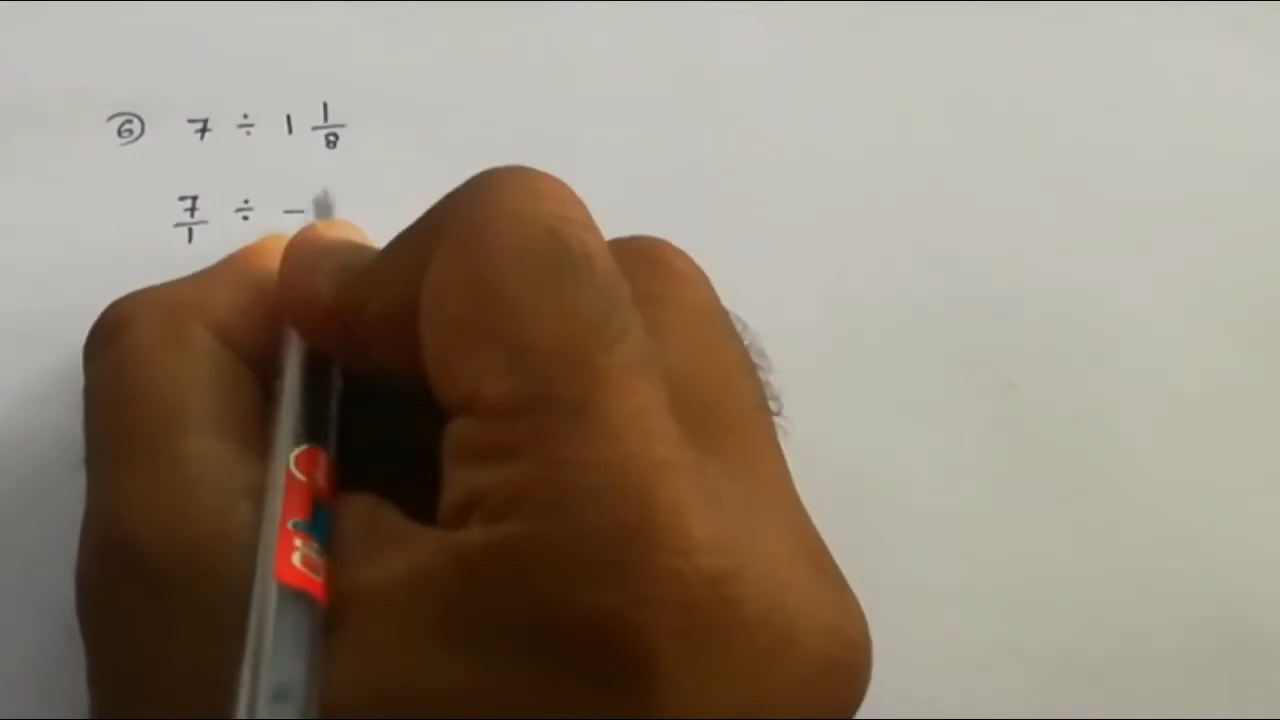 ⑥ 7 ÷ 1 1/8
7/1 ÷ —